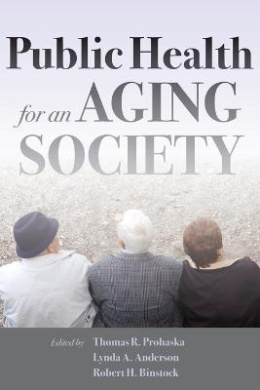 Public Health
for an AGING
SOCIETY
Edited by Thomas R. Prohaska
Lynda A. Anderson
Robert H. Binstock